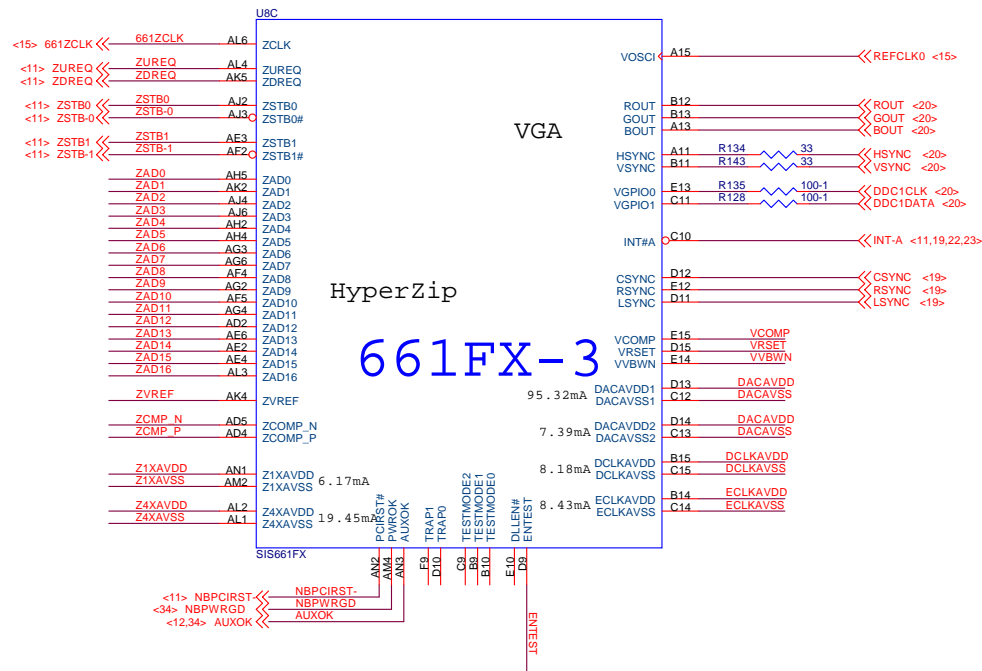 U8C
<15> 661ZCLK 661ZCLK AL6 ZCLK
<11> ZUREQ ZUREQ AL4 ZUREQ
<11> ZDREQ ZDREQ AK5 ZDREQ
<11> ZSTB0 ZSTB0 AJ2 ZSTB0
<11> ZSTB-0 ZSTB-0 AJ3 ZSTB0#
<11> ZSTB1 ZSTB1 AE3 ZSTB1
<11> ZSTB-1 ZSTB-1 AF2 ZSTB1#
ZAD0 AH5 ZAD0
ZAD1 AK2 ZAD1
ZAD2 AJ4 ZAD2
ZAD3 AJ6 ZAD3
ZAD4 AH2 ZAD4
ZAD5 AH4 ZAD5
ZAD6 AG3 ZAD6
ZAD7 AG6 ZAD7
ZAD8 AF4 ZAD8
ZAD9 AG2 ZAD9
ZAD10 AF5 ZAD10
ZAD11 AG4 ZAD11
ZAD12 AD2 ZAD12
ZAD13 AE6 ZAD13
ZAD14 AE2 ZAD14
ZAD15 AE4 ZAD15
ZAD16 AL3 ZAD16
ZVREF AK4 ZVREF
ZCMP_N AD5 ZCOMP_N
ZCMP_P AD4 ZCOMP_P
Z1XAVDD AN1 Z1XAVDD
Z1XAVSS AM2 Z1XAVSS
6.17mA
Z4XAVDD AL2 Z4XAVDD
Z4XAVSS AL1 Z4XAVSS
19.45mA
VGA
HyperZip
661FX-3
VOSCI A15 REFCLK0 <15>
ROUT B12 ROUT <20>
GOUT B13 GOUT <20>
BOUT A13 BOUT <20>
HSYNC A11 R134 33 HSYNC <20>
VSYNC B11 R143 33 VSYNC <20>
VGPIO0 E13 R135 100-1 DDC1CLK <20>
VGPIO1 C11 R128 100-1 DDC1DATA <20>
INT#A C10 INT-A <11,19,22,23>
CSYNC D12 CSYNC <19>
RSYNC E12 RSYNC <19>
LSYNC D11 LSYNC <19>
VCOMP E15 VCOMP
VRSET D15 VRSET
VVBWN E14 VVBWN
95.32mA
DACAVDD1 D13 DACAVDD
DACAVSS1 C12 DACAVSS
7.39mA
DACAVDD2 D14 DACAVDD
DACAVSS2 C13 DACAVSS
8.18mA
DCLKAVDD B15 DCLKAVDD
DCLKAVSS C15 DCLKAVSS
8.43mA
ECLKAVDD B14 ECLKAVDD
ECLKAVSS C14 ECLKAVSS
SIS661FX
PCIRST# AN2
PWROK AM4
AUXOK AN3
TRAP1 F9
TRAP0 D10
TESTMODE2 C9
TESTMODE1 B9
TESTMODE0 B10
DLLEN# E10
ENTEST D9
<11> NBPCIRST- NBPCIRST-
<34> NBPWRGD NBPWRGD
<12,34> AUXOK AUXOK
ENTEST